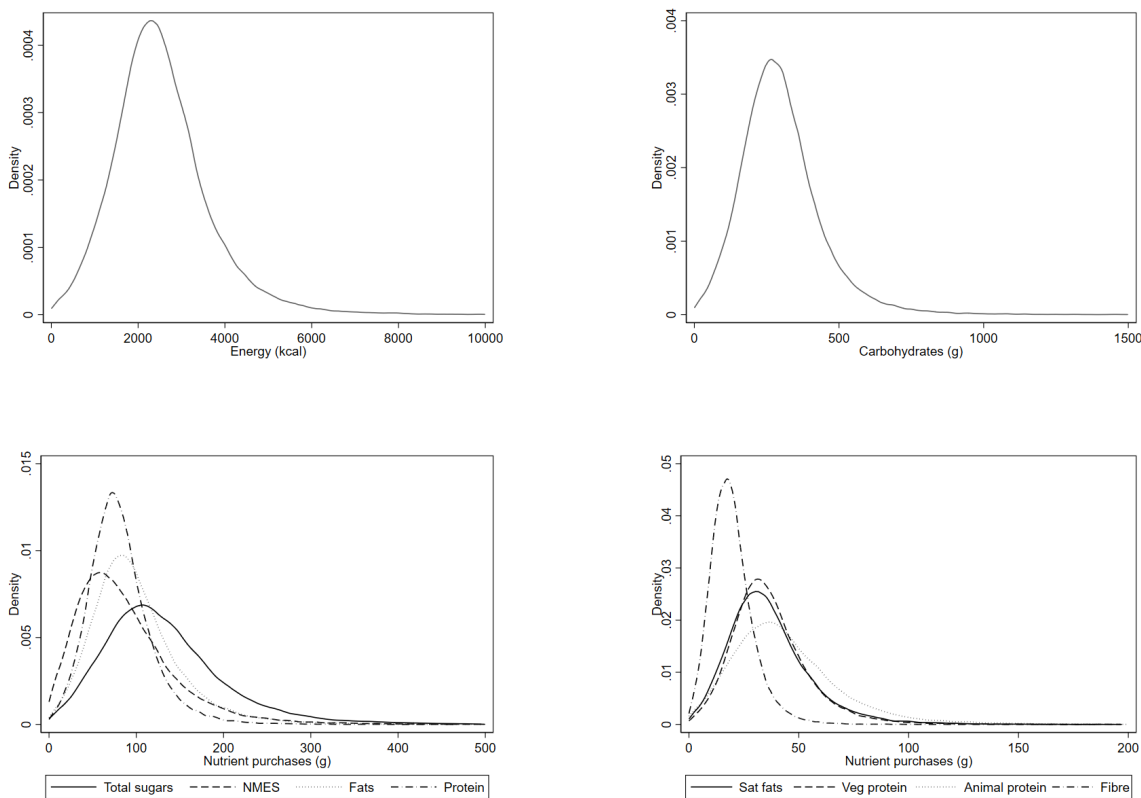 Density
.0004
.0003
.0002
.0001
0
0 2000 4000 6000 8000 10000
Energy (kcal)
Density
.004
.003
.002
.001
0
0 500 1000 1500
Carbohydrates (g)
Density
.015
.01
.005
0
0 100 200 300 400 500
Nutrient purchases (g)
Total sugars NMES Fats Protein
Density
.05
.04
.03
.02
.01
0
0 50 100 150 200
Nutrient purchases (g)
Sat fats Veg protein Animal protein Fibre